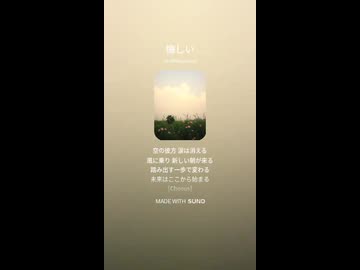 悔しい
空の彼方 涙は消える
風に乗り 新しい朝が来る
踏み出す一歩で変わる
未来はここから始まる
[Chorus]
MADE WITH SUNO